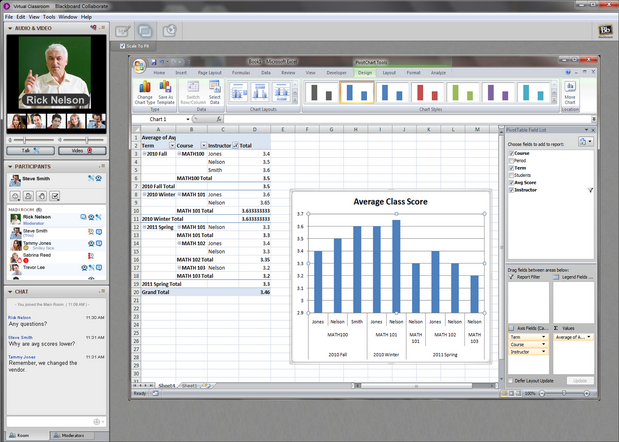 Virtual Classroom Blackboard Collaborate
File Edit View Tools Window Help
AUDIO & VIDEO
Scale To Fit
Rick Nelson
Talk
Video
PARTICIPANTS
Steve Smith
MAIN ROOM (6)
Rick Nelson
Moderator
Steve Smith
(You)
Tammy Jones
Smiley face
Sabrina Reed
Trevor Lee
CHAT
- You joined the Main Room. ( 11:08 AM ) -
Rick Nelson 11:30 AM
Any questions?
Steve Smith 11:31 AM
Why are avg scores lower?
Tammy Jones 11:31 AM
Remember, we changed the
vendor.
Room Moderators
Bb
Book2 - Microsoft Excel PivotChart Tools
Home Insert Page Layout Formulas Data Review View Developer Design Layout Format Analyze
Change Chart Type
Save As Template
Switch Row/Column
Select Data
Move Chart
Type Data Chart Layouts Chart Styles Location
Chart 1
A B C D E F G H I J K L M
1 Average of Avg
2 Term Course Instructor Total
3 2010 Fall MATH100 Jones 3.4
4 Nelson 3.5
5 Smith 3.6
6 MATH100 Total 3.5
7 2010 Fall Total 3.5
8 2010 Winter MATH 101 Jones 3.6
9 Nelson 3.65
10 MATH 101 Total 3.633333333
11 2010 Winter Total 3.633333333
12 2011 Spring MATH 101 Nelson 3.3
13 MATH 101 Total 3.3
14 MATH 102 Jones 3.4
15 Nelson 3.3
16 MATH 102 Total 3.35
17 MATH 103 Nelson 3.2
18 MATH 103 Total 3.2
19 2011 Spring Total 3.3
20 Grand Total 3.46
Average Class Score
3.7
3.6
3.5
3.4
3.3
3.2
3.1
3
2.9
Jones Nelson Smith Jones Nelson Nelson Jones Nelson Nelson
MATH100 MATH 101 MATH 101 MATH 102 MATH 103
2010 Fall 2010 Winter 2011 Spring
PivotTable Field List
Choose fields to add to report:
Course
Period
Term
Students
Avg Score
Instructor
Drag fields between areas below:
Report Filter Legend Fields ...
Axis Fields (Ca... Σ Values
Term Average of A...
Course
Instructor
Defer Layout Update Update
Sheet4 Sheet1
Ready 100%